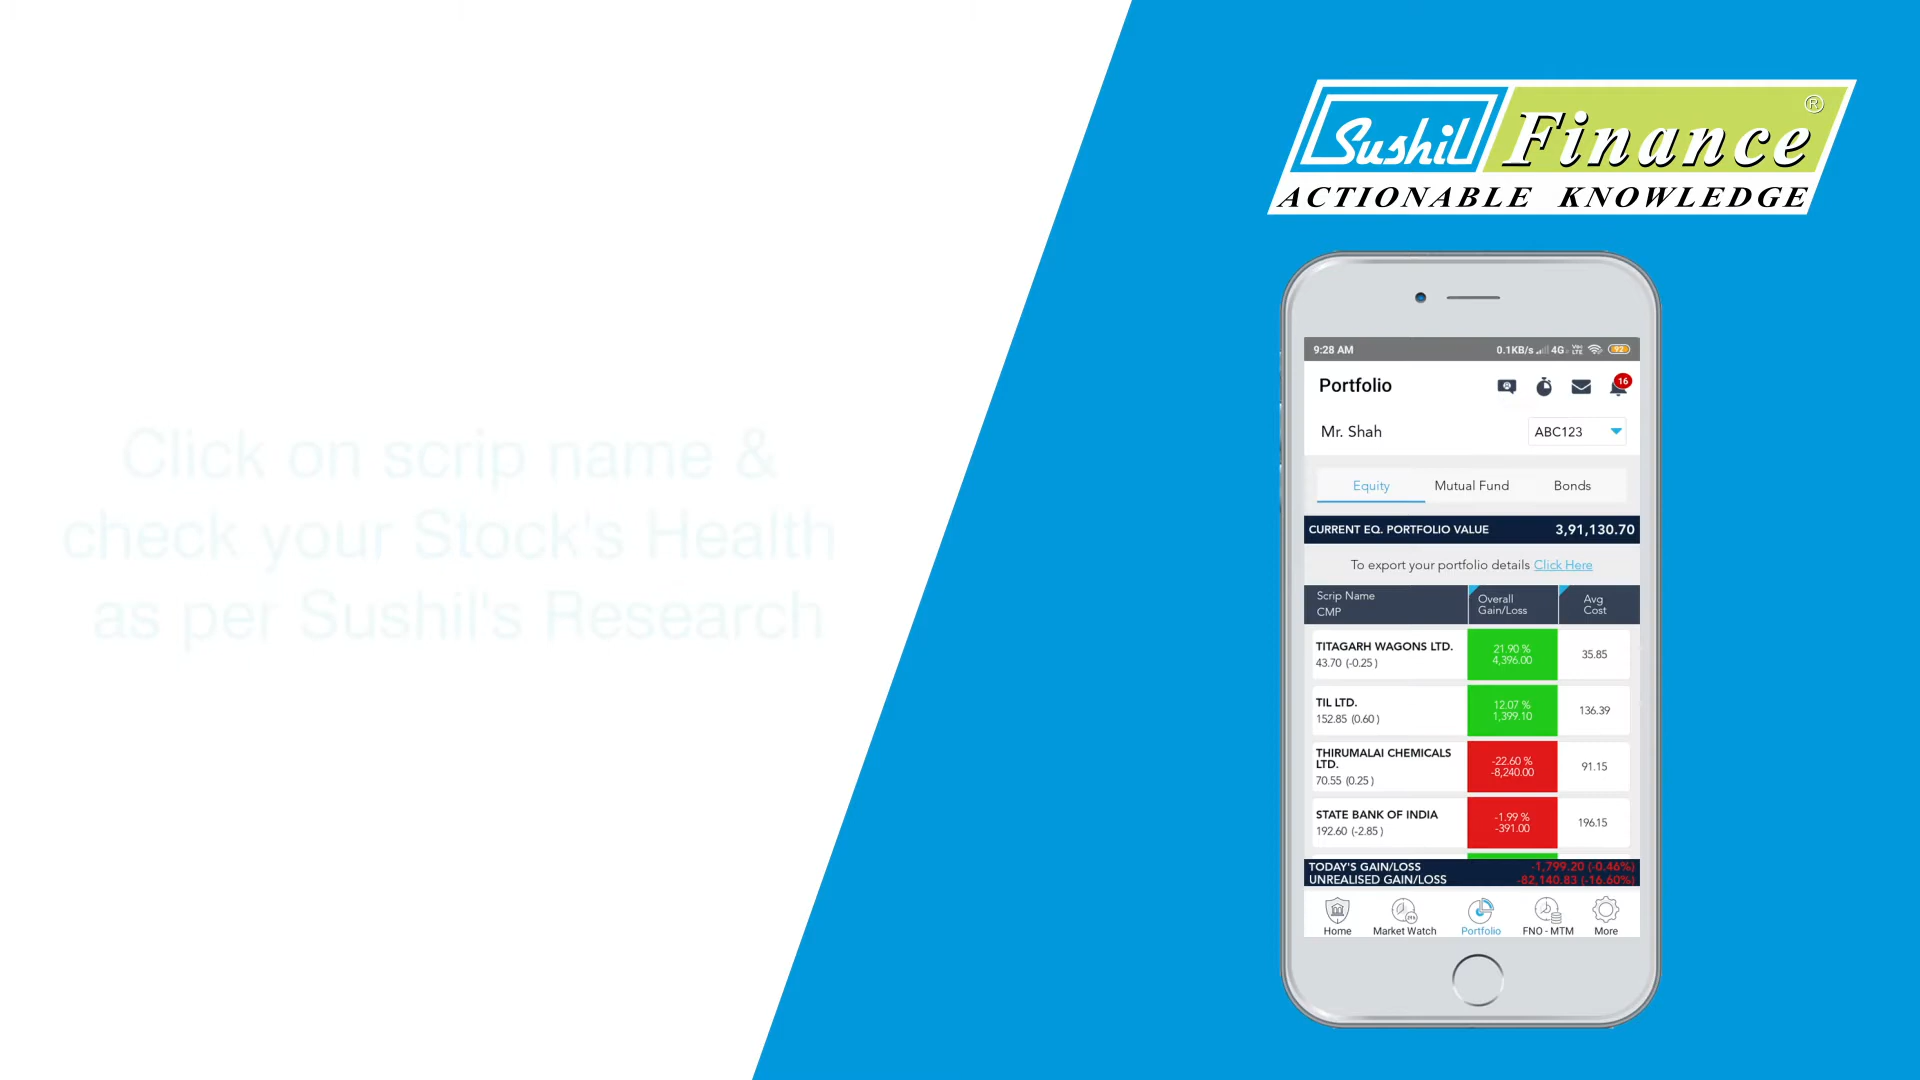 Click on scrip name &
check your Stock's Health
as per Sushil's Research
Sushil Finance ®
ACTIONABLE KNOWLEDGE
9:28 AM 0.1KB/s 4G Vo LTE 92
Portfolio 16
Mr. Shah ABC123
Equity Mutual Fund Bonds
CURRENT EQ. PORTFOLIO VALUE 3,91,130.70
To export your portfolio details Click Here
Scrip Name Overall Avg
CMP Gain/Loss Cost
TITAGARH WAGONS LTD. 21.90 % 35.85
43.70 (-0.25) 4,396.00
TIL LTD. 12.07 % 136.39
152.85 (0.60) 1,399.10
THIRUMALAI CHEMICALS -22.60 % 91.15
LTD. -8,240.00
70.55 (0.25)
STATE BANK OF INDIA -1.99 % 196.15
192.60 (-2.85) -391.00
TODAY'S GAIN/LOSS -1,799.20 (-0.46%)
UNREALISED GAIN/LOSS -82,140.83 (-16.60%)
Home Market Watch Portfolio FNO - MTM More